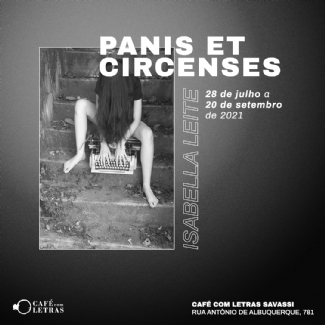 PANIS ET
CIRCENSES
28 de julho a
20 de setembro
de 2021
ISABELLA LEITE
CAFÉ COM
LETRAS
CAFÉ COM LETRAS SAVASSI
RUA ANTÔNIO DE ALBUQUERQUE, 781